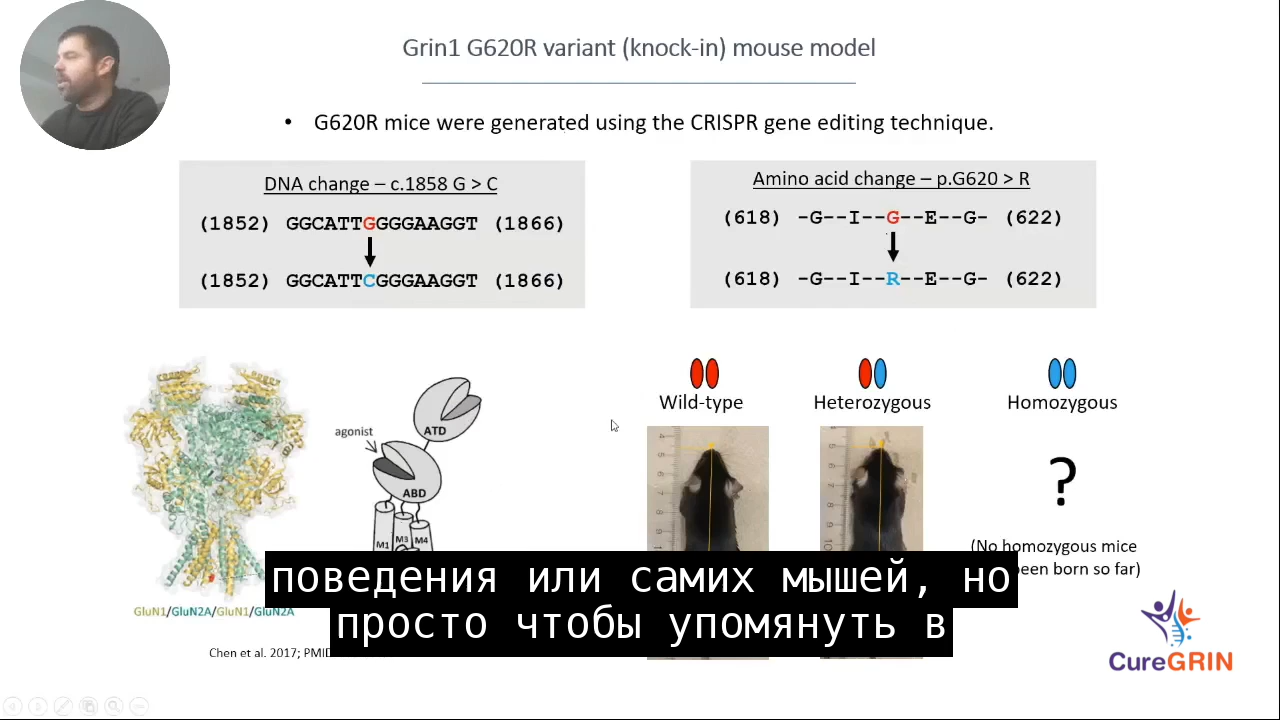 Grin1 G620R variant (knock-in) mouse model
• G620R mice were generated using the CRISPR gene editing technique.
DNA change – c.1858 G > C
(1852) GGCATTGGGGAAGGT (1866)
(1852) GGCATTCGGGAAGGT (1866)
Amino acid change – p.G620 > R
(618) -G--I--G--E--G- (622)
(618) -G--I--R--E--G- (622)
agonist
ATD
ABD
M1
M3
M4
GluN1/GluN2A/GluN1/GluN2A
Chen et al. 2017;
Wild-type
Heterozygous
Homozygous
?
(No homozygous mice
been born so far)
поведения или самих мышей, но
просто чтобы упомянуть в
CureGRIN